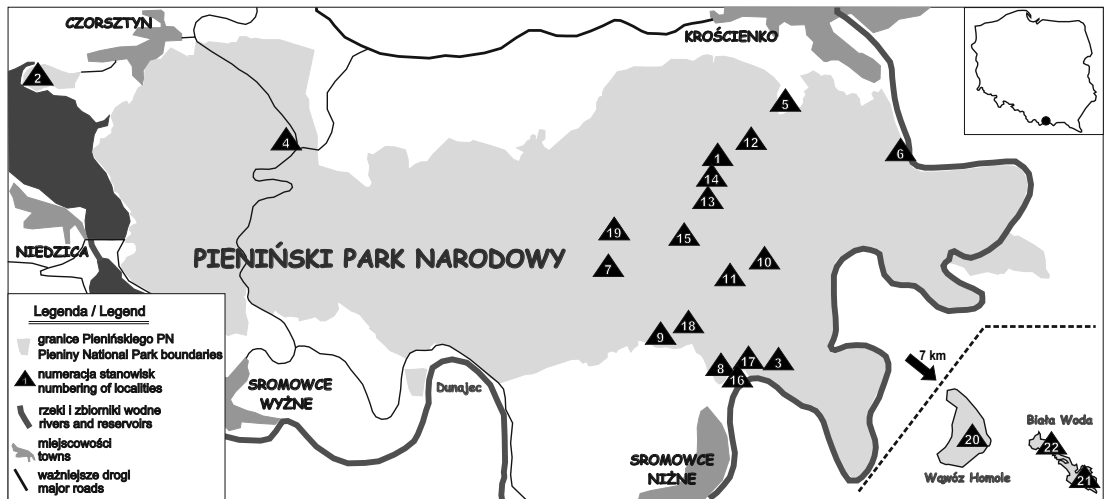 CZORSZTYN
KROŚCIENKO
2
5
4
12
6
1
14
13
19
15
NIEDZICA
PIENIŃSKI PARK NARODOWY
7
10
11
Legenda / Legend
granice Pienińskiego PN
Pieniny National Park boundaries
1
numeracja stanowisk
numbering of localities
rzeki i zbiorniki wodne
rivers and reservoirs
miejscowości
towns
ważniejsze drogi
major roads
18
9
17
3
8
16
7 km
SROMOWCE
WYŻNE
Dunajec
SROMOWCE
NIŻNE
Biała Woda
20
22
Wąwóz Homole
21